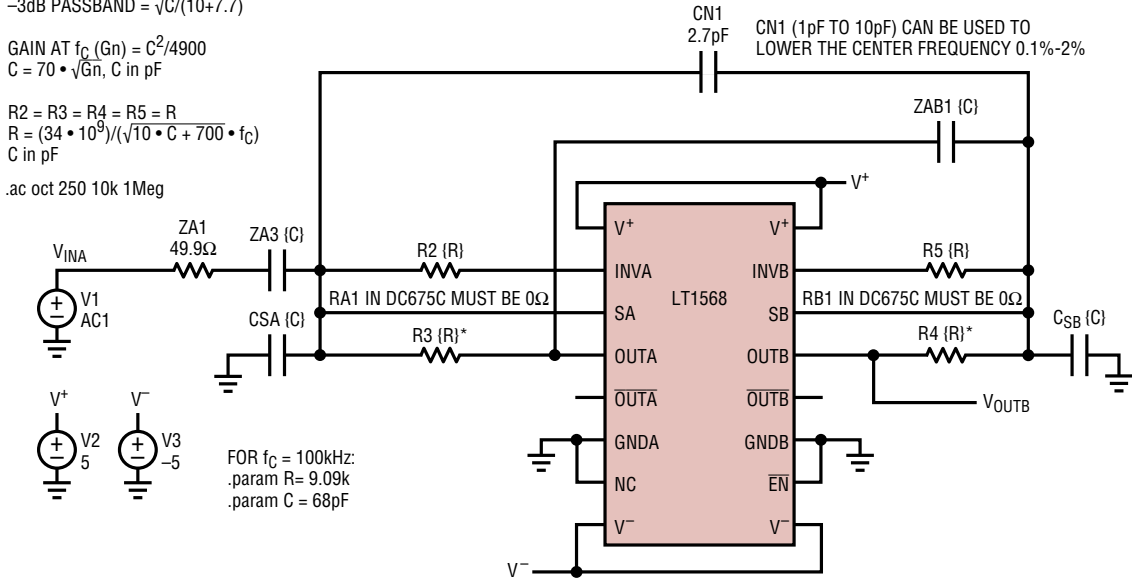 –3dB PASSBAND = √C/(10+7.7)
GAIN AT fC (Gn) = C²/4900
C = 70 • √Gn, C in pF
R2 = R3 = R4 = R5 = R
R = (34 • 10⁹)/(√10 • C + 700 • fC)
C in pF
.ac oct 250 10k 1Meg
CN1
2.7pF
CN1 (1pF TO 10pF) CAN BE USED TO
LOWER THE CENTER FREQUENCY 0.1%-2%
ZAB1 {C}
V⁺
VINA
ZA1
49.9Ω
ZA3 {C}
R2 {R}
V⁺
V⁺
INVA
INVB
R5 {R}
V1
AC1
RA1 IN DC675C MUST BE 0Ω
SA
LT1568
SB
RB1 IN DC675C MUST BE 0Ω
CSA {C}
R3 {R}*
OUTA
OUTB
R4 {R}*
CSB {C}
OUTA
OUTB
VOUTB
V⁺
V2
5
V⁻
V3
–5
FOR fC = 100kHz:
.param R= 9.09k
.param C = 68pF
GNDA
GNDB
NC
EN
V⁻
V⁻
V⁻